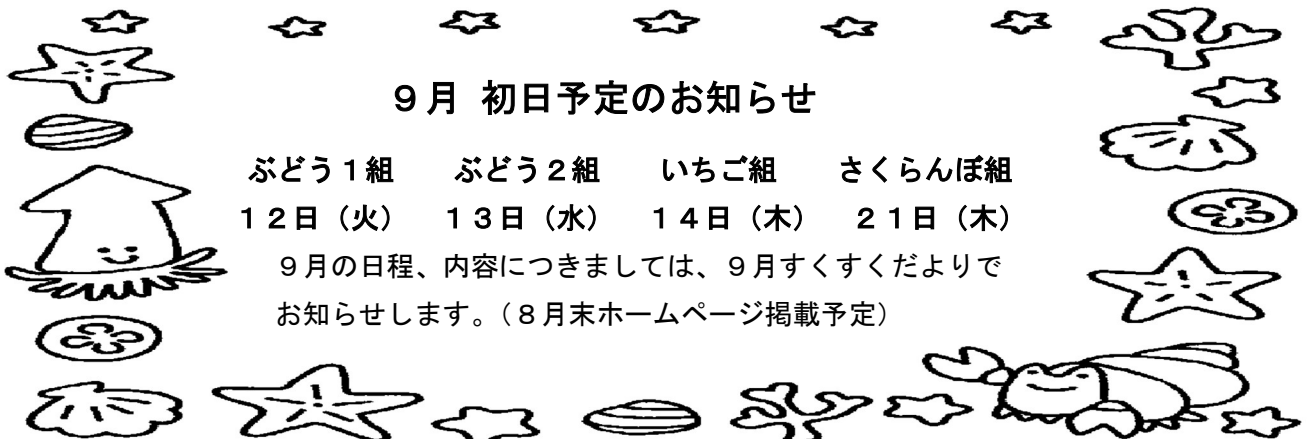 ９月 初日予定のお知らせ
ぶどう１組 ぶどう２組 いちご組 さくらんぼ組
１２日（火） １３日（水） １４日（木） ２１日（木）
９月の日程、内容につきましては、９月すくすくだよりで
お知らせします。（８月末ホームページ掲載予定）